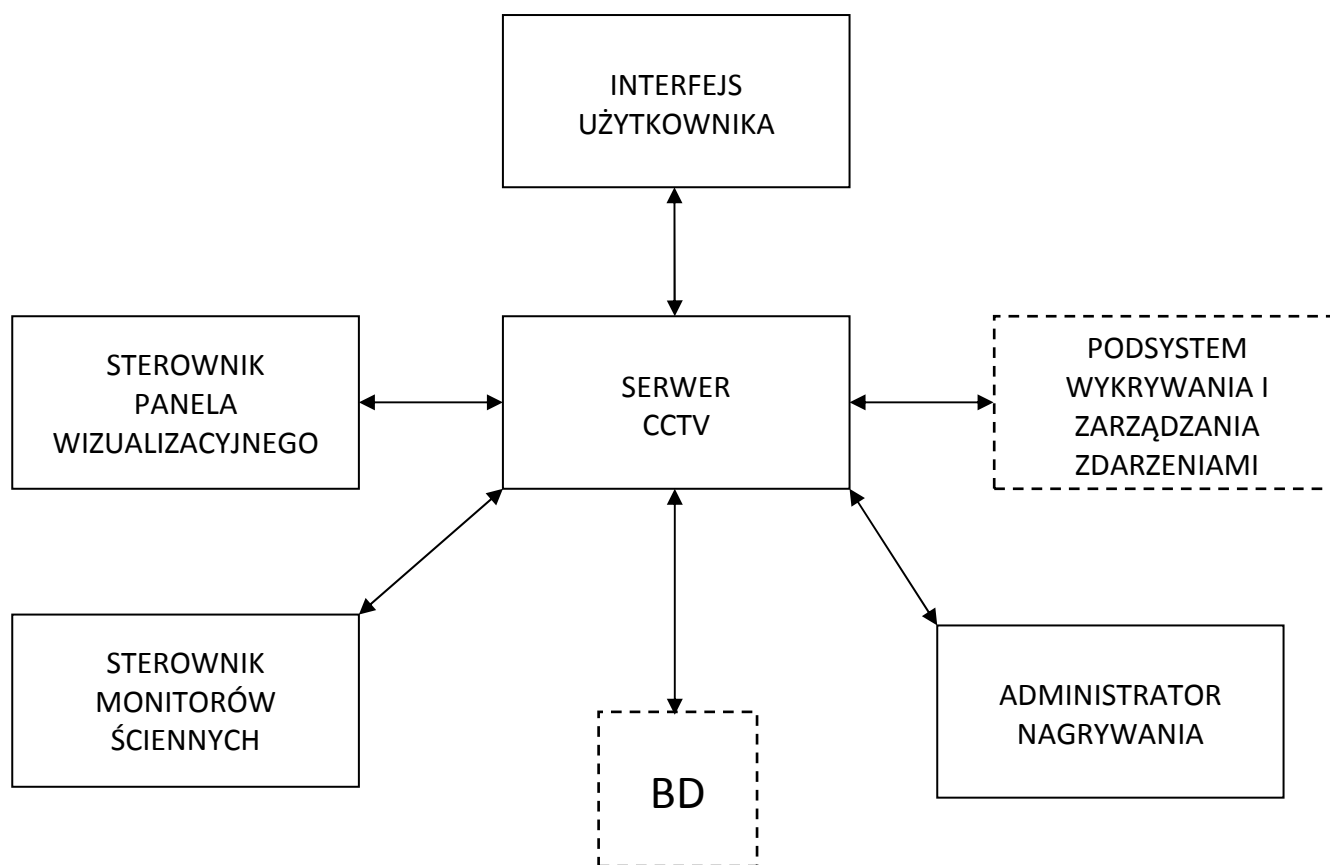 INTERFEJS
UŻYTKOWNIKA
STEROWNIK
PANELA
WIZUALIZACYJNEGO
SERWER
CCTV
PODSYSTEM
WYKRYWANIA I
ZARZĄDZANIA
ZDARZENIAMI
STEROWNIK
MONITORÓW
ŚCIENNYCH
BD
ADMINISTRATOR
NAGRYWANIA